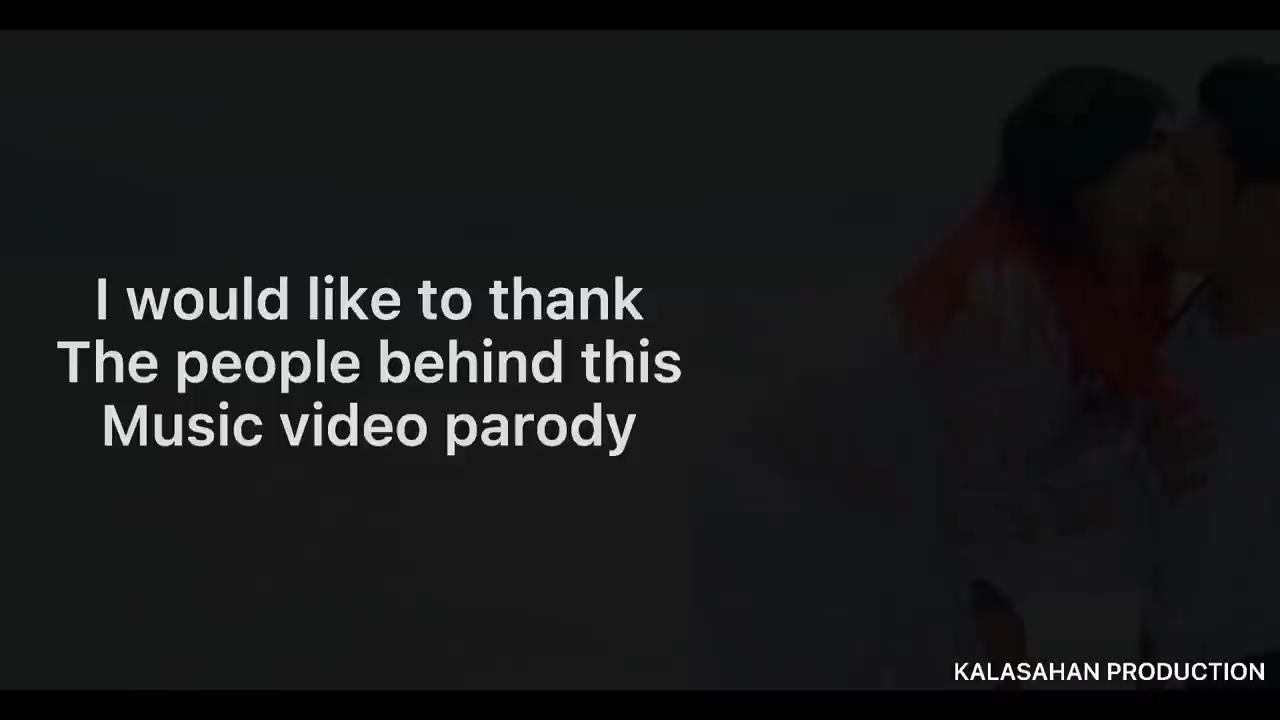 I would like to thank
The people behind this
Music video parody
KALASAHAN PRODUCTION